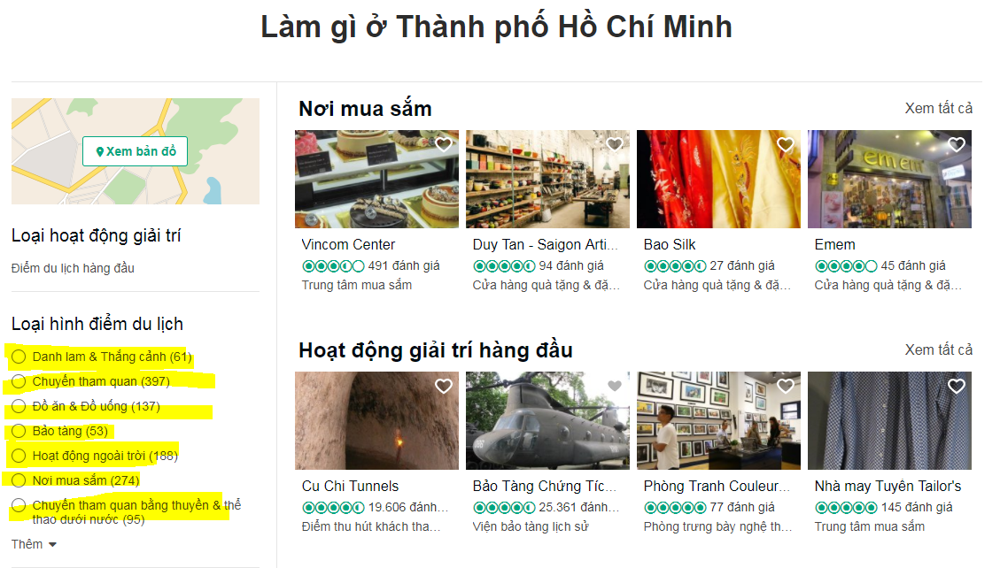 Làm gì ở Thành phố Hồ Chí Minh
Xem bản đồ
Loại hoạt động giải trí
Điểm du lịch hàng đầu
Loại hình điểm du lịch
Danh lam & Thắng cảnh (61)
Chuyến tham quan (397)
Đồ ăn & Đồ uống (137)
Bảo tàng (53)
Hoạt động ngoài trời (188)
Nơi mua sắm (274)
Chuyến tham quan bằng thuyền & thể
thao dưới nước (95)
Thêm
Nơi mua sắm
Xem tất cả
emem
Vincom Center
491 đánh giá
Trung tâm mua sắm
Duy Tan - Saigon Arti...
94 đánh giá
Cửa hàng quà tặng & đặ...
Bao Silk
27 đánh giá
Cửa hàng quà tặng & đặ...
Emem
45 đánh giá
Cửa hàng quà tặng & đặ...
Hoạt động giải trí hàng đầu
Xem tất cả
Cu Chi Tunnels
19.606 đánh...
Điểm thu hút khách tha...
Bảo Tàng Chứng Tíc...
25.361 đánh...
Viện bảo tàng lịch sử
Phòng Tranh Couleur...
77 đánh giá
Phòng trưng bày nghệ th...
Nhà may Tuyên Tailor's
145 đánh giá
Trung tâm mua sắm